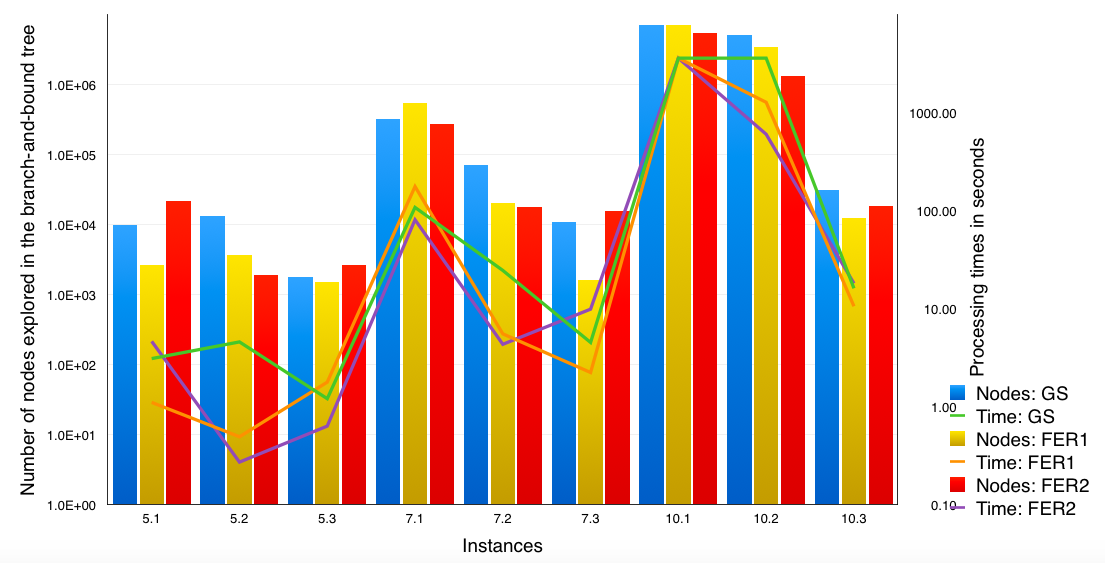 Number of nodes explored in the branch-and-bound tree
1.0E+06
1.0E+05
1.0E+04
1.0E+03
1.0E+02
1.0E+01
1.0E+00
5.1 5.2 5.3 7.1 7.2 7.3 10.1 10.2 10.3
Instances
1000.00
100.00
10.00
1.00
0.10
Processing times in seconds
Nodes: GS
Time: GS
Nodes: FER1
Time: FER1
Nodes: FER2
Time: FER2